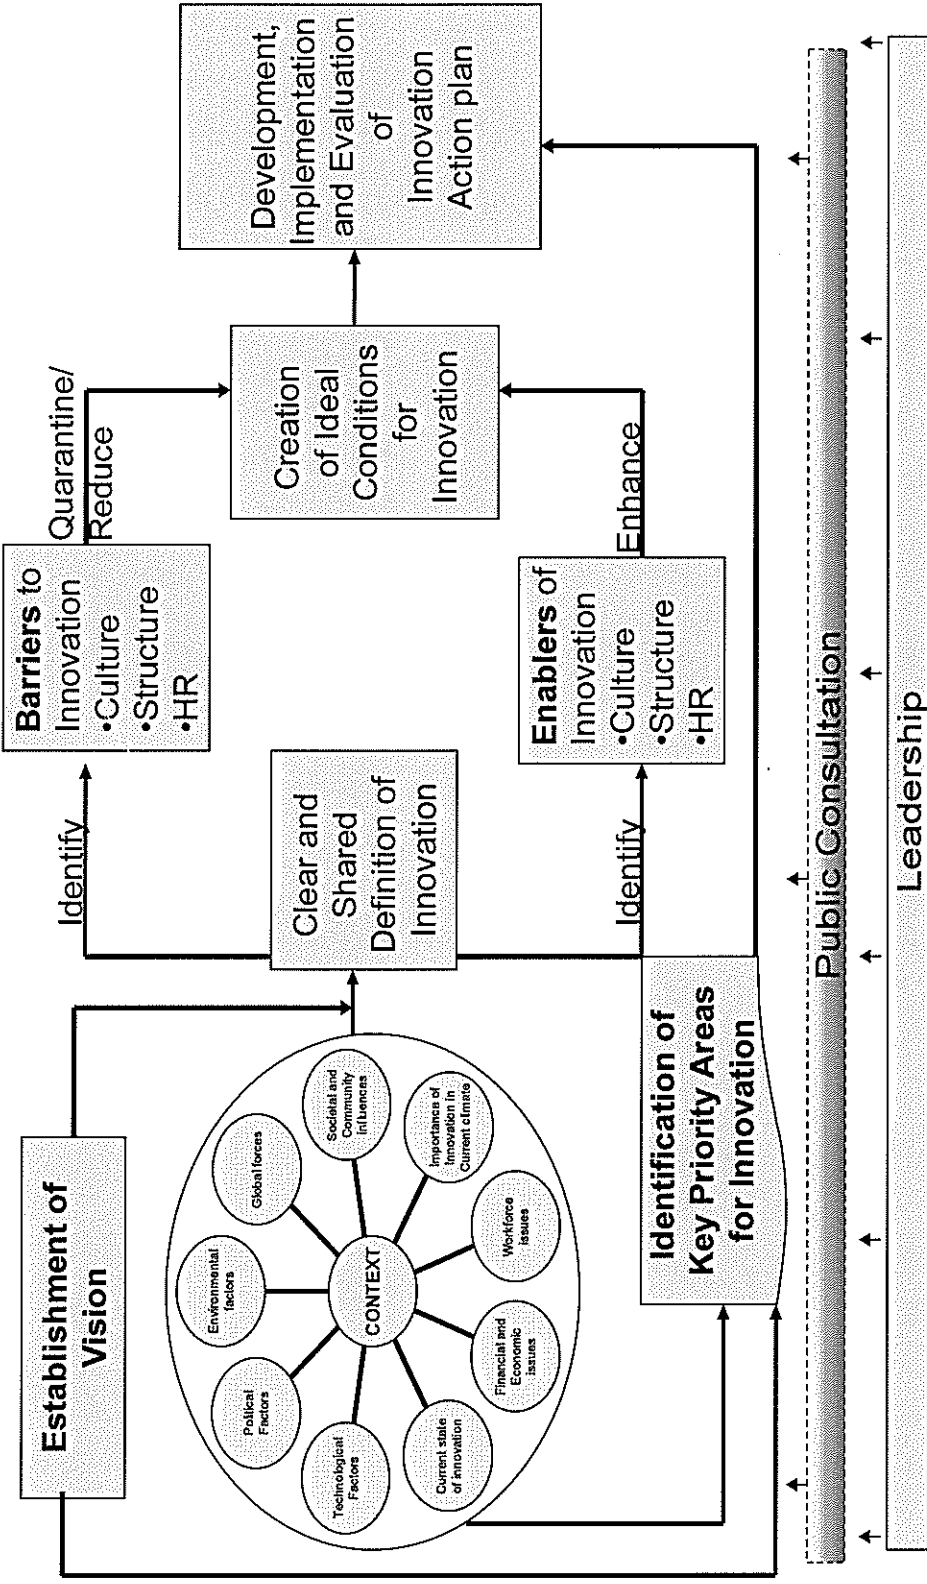 Establishment of
Vision
Political
Factors
Environmental
factors
Global forces
Societal and
Community
influences
Technological
Factors
CONTEXT
Importance of
Innovation in
Current climate
Current state
of innovation
Financial and
Economic
issues
Workforce
issues
Identification of
Key Priority Areas
for Innovation
Clear and
Shared
Definition of
Innovation
Identify
Identify
Barriers to
Innovation
•Culture
•Structure
•HR
Enablers of
Innovation
•Culture
•Structure
•HR
Quarantine/
Reduce
Enhance
Creation
of Ideal
Conditions
for
Innovation
Development,
Implementation
and Evaluation
of
Innovation
Action plan
Public Consultation
Leadership